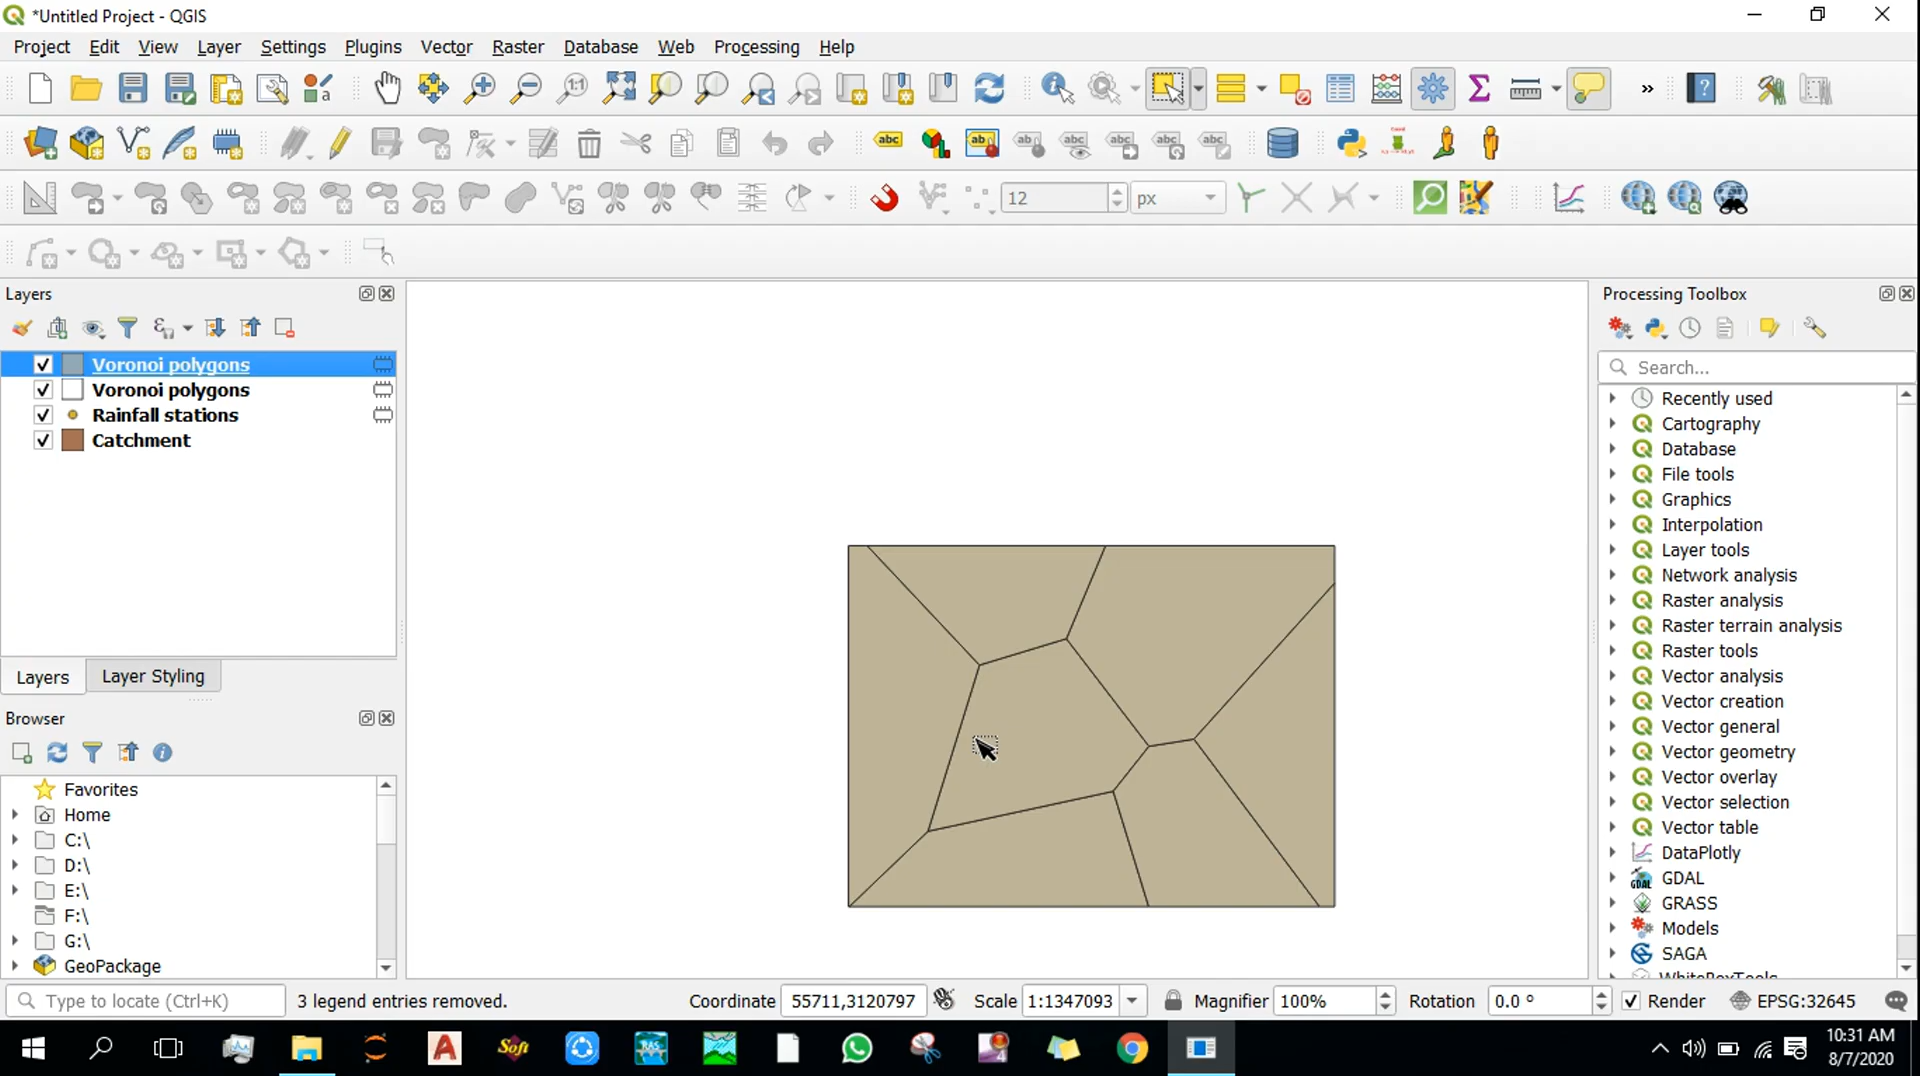 *Untitled Project - QGIS
Project Edit View Layer Settings Plugins Vector Raster Database Web Processing Help
12 px
Layers
Voronoi polygons
Voronoi polygons
Rainfall stations
Catchment
Layers Layer Styling
Browser
Favorites
Home
C:\
D:\
E:\
F:\
G:\
GeoPackage
Processing Toolbox
Search...
Recently used
Cartography
Database
File tools
Graphics
Interpolation
Layer tools
Network analysis
Raster analysis
Raster terrain analysis
Raster tools
Vector analysis
Vector creation
Vector general
Vector geometry
Vector overlay
Vector selection
Vector table
DataPlotly
GDAL
GRASS
Models
SAGA
WhiteBoxTools
Type to locate (Ctrl+K) 3 legend entries removed. Coordinate 55711,3120797 Scale 1:1347093 Magnifier 100% Rotation 0.0 ° Render EPSG:32645
10:31 AM
8/7/2020